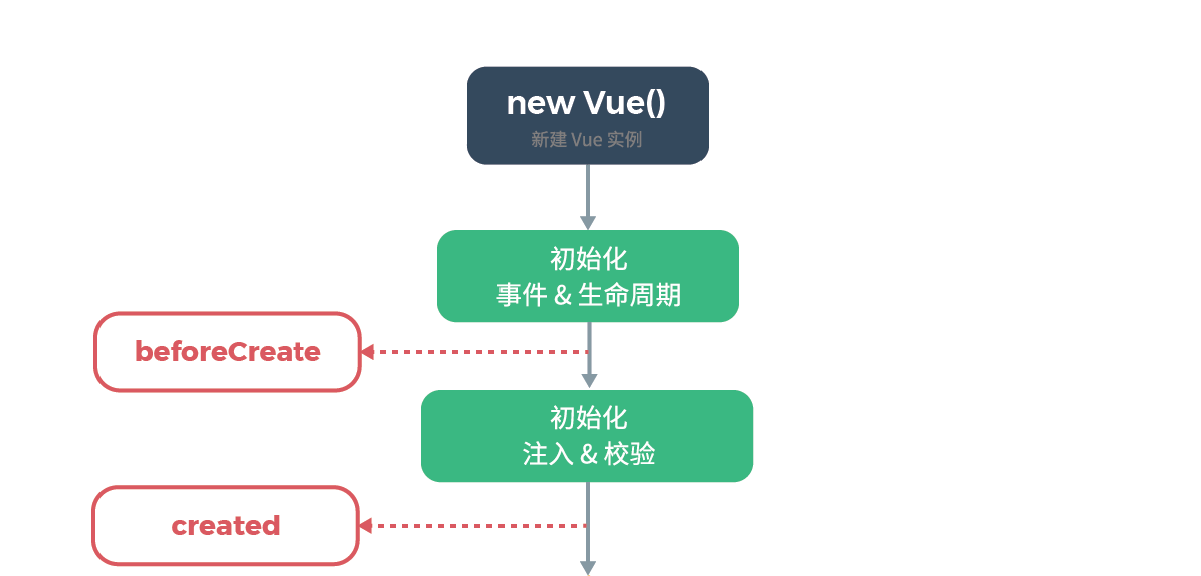 new Vue()
新建 Vue 实例
初始化
事件 & 生命周期
beforeCreate
初始化
注入 & 校验
created